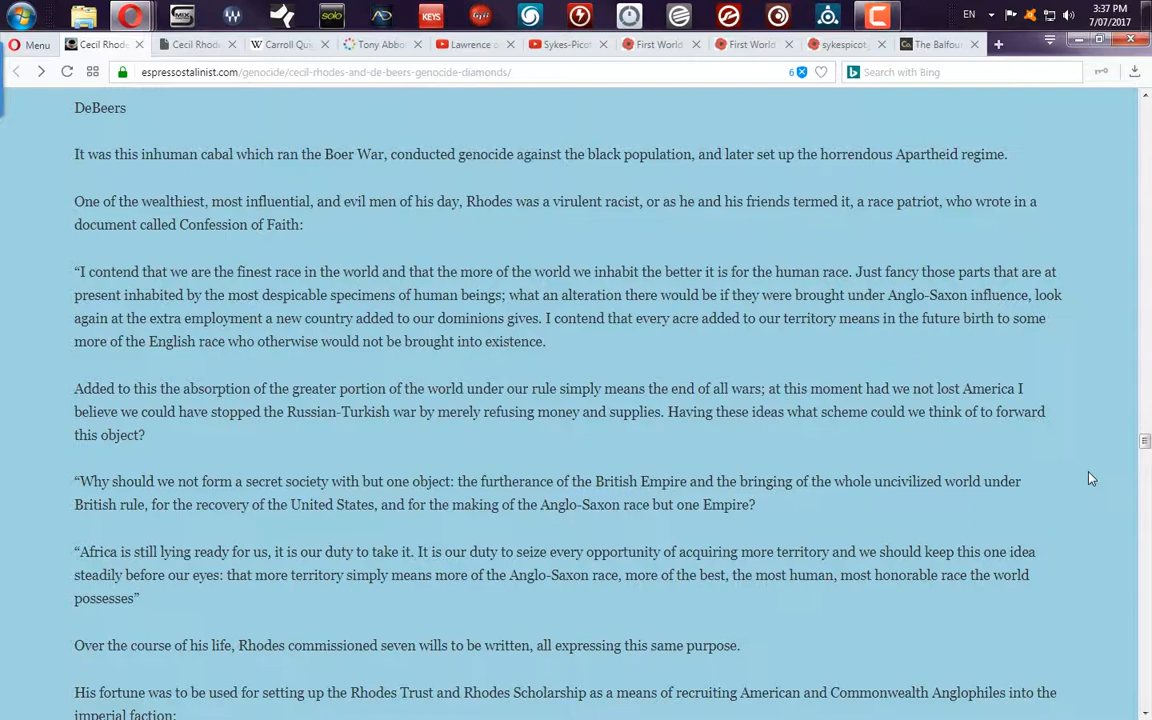 3:37 PM
EN
7/07/2017
MiX
solo
KEYS
Menu
Cecil Rhod
Cecil Rhod
Carroll Qui
Tony Abbo
Lawrence o
Sykes-Picot
First World
First World
sykespicot
The Balfour
espressostalinist.com/genocide/cecil-rhodes-and-de-beers-genocide-diamonds/
6
Search with Bing
DeBeers
It was this inhuman cabal which ran the Boer War, conducted genocide against the black population, and later set up the horrendous Apartheid regime.
One of the wealthiest, most influential, and evil men of his day, Rhodes was a virulent racist, or as he and his friends termed it, a race patriot, who wrote in a
document called Confession of Faith:
“I contend that we are the finest race in the world and that the more of the world we inhabit the better it is for the human race. Just fancy those parts that are at
present inhabited by the most despicable specimens of human beings; what an alteration there would be if they were brought under Anglo-Saxon influence, look
again at the extra employment a new country added to our dominions gives. I contend that every acre added to our territory means in the future birth to some
more of the English race who otherwise would not be brought into existence.
Added to this the absorption of the greater portion of the world under our rule simply means the end of all wars; at this moment had we not lost America I
believe we could have stopped the Russian-Turkish war by merely refusing money and supplies. Having these ideas what scheme could we think of to forward
this object?
“Why should we not form a secret society with but one object: the furtherance of the British Empire and the bringing of the whole uncivilized world under
British rule, for the recovery of the United States, and for the making of the Anglo-Saxon race but one Empire?
“Africa is still lying ready for us, it is our duty to take it. It is our duty to seize every opportunity of acquiring more territory and we should keep this one idea
steadily before our eyes: that more territory simply means more of the Anglo-Saxon race, more of the best, the most human, most honorable race the world
possesses”
Over the course of his life, Rhodes commissioned seven wills to be written, all expressing this same purpose.
His fortune was to be used for setting up the Rhodes Trust and Rhodes Scholarship as a means of recruiting American and Commonwealth Anglophiles into the
imperial faction: